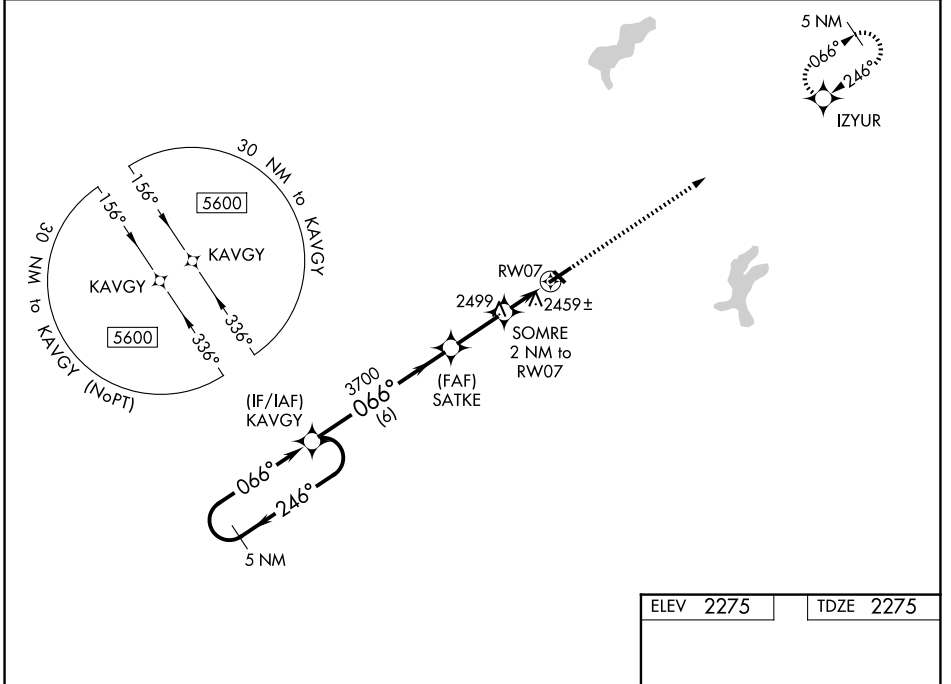 5 NM
066°
246°
IZYUR
30 NM to KAVGY
156°
5600
KAVGY
336°
30 NM to KAVGY (NoPT)
156°
KAVGY
5600
336°
RW07
2499
2459±
SOMRE
2 NM to
RW07
(FAF)
SATKE
3700
066°
(6)
(IF/IAF)
KAVGY
066°
246°
5 NM
ELEV 2275
TDZE 2275